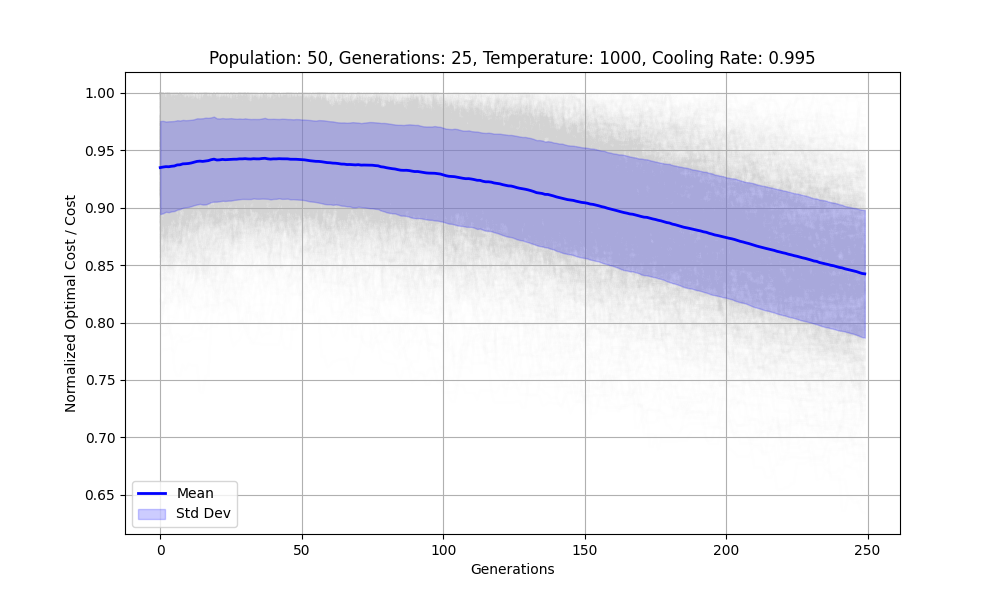 Population: 50, Generations: 25, Temperature: 1000, Cooling Rate: 0.995
Normalized Optimal Cost / Cost
1.00
0.95
0.90
0.85
0.80
0.75
0.70
0.65
Mean
Std Dev
0 50 100 150 200 250
Generations